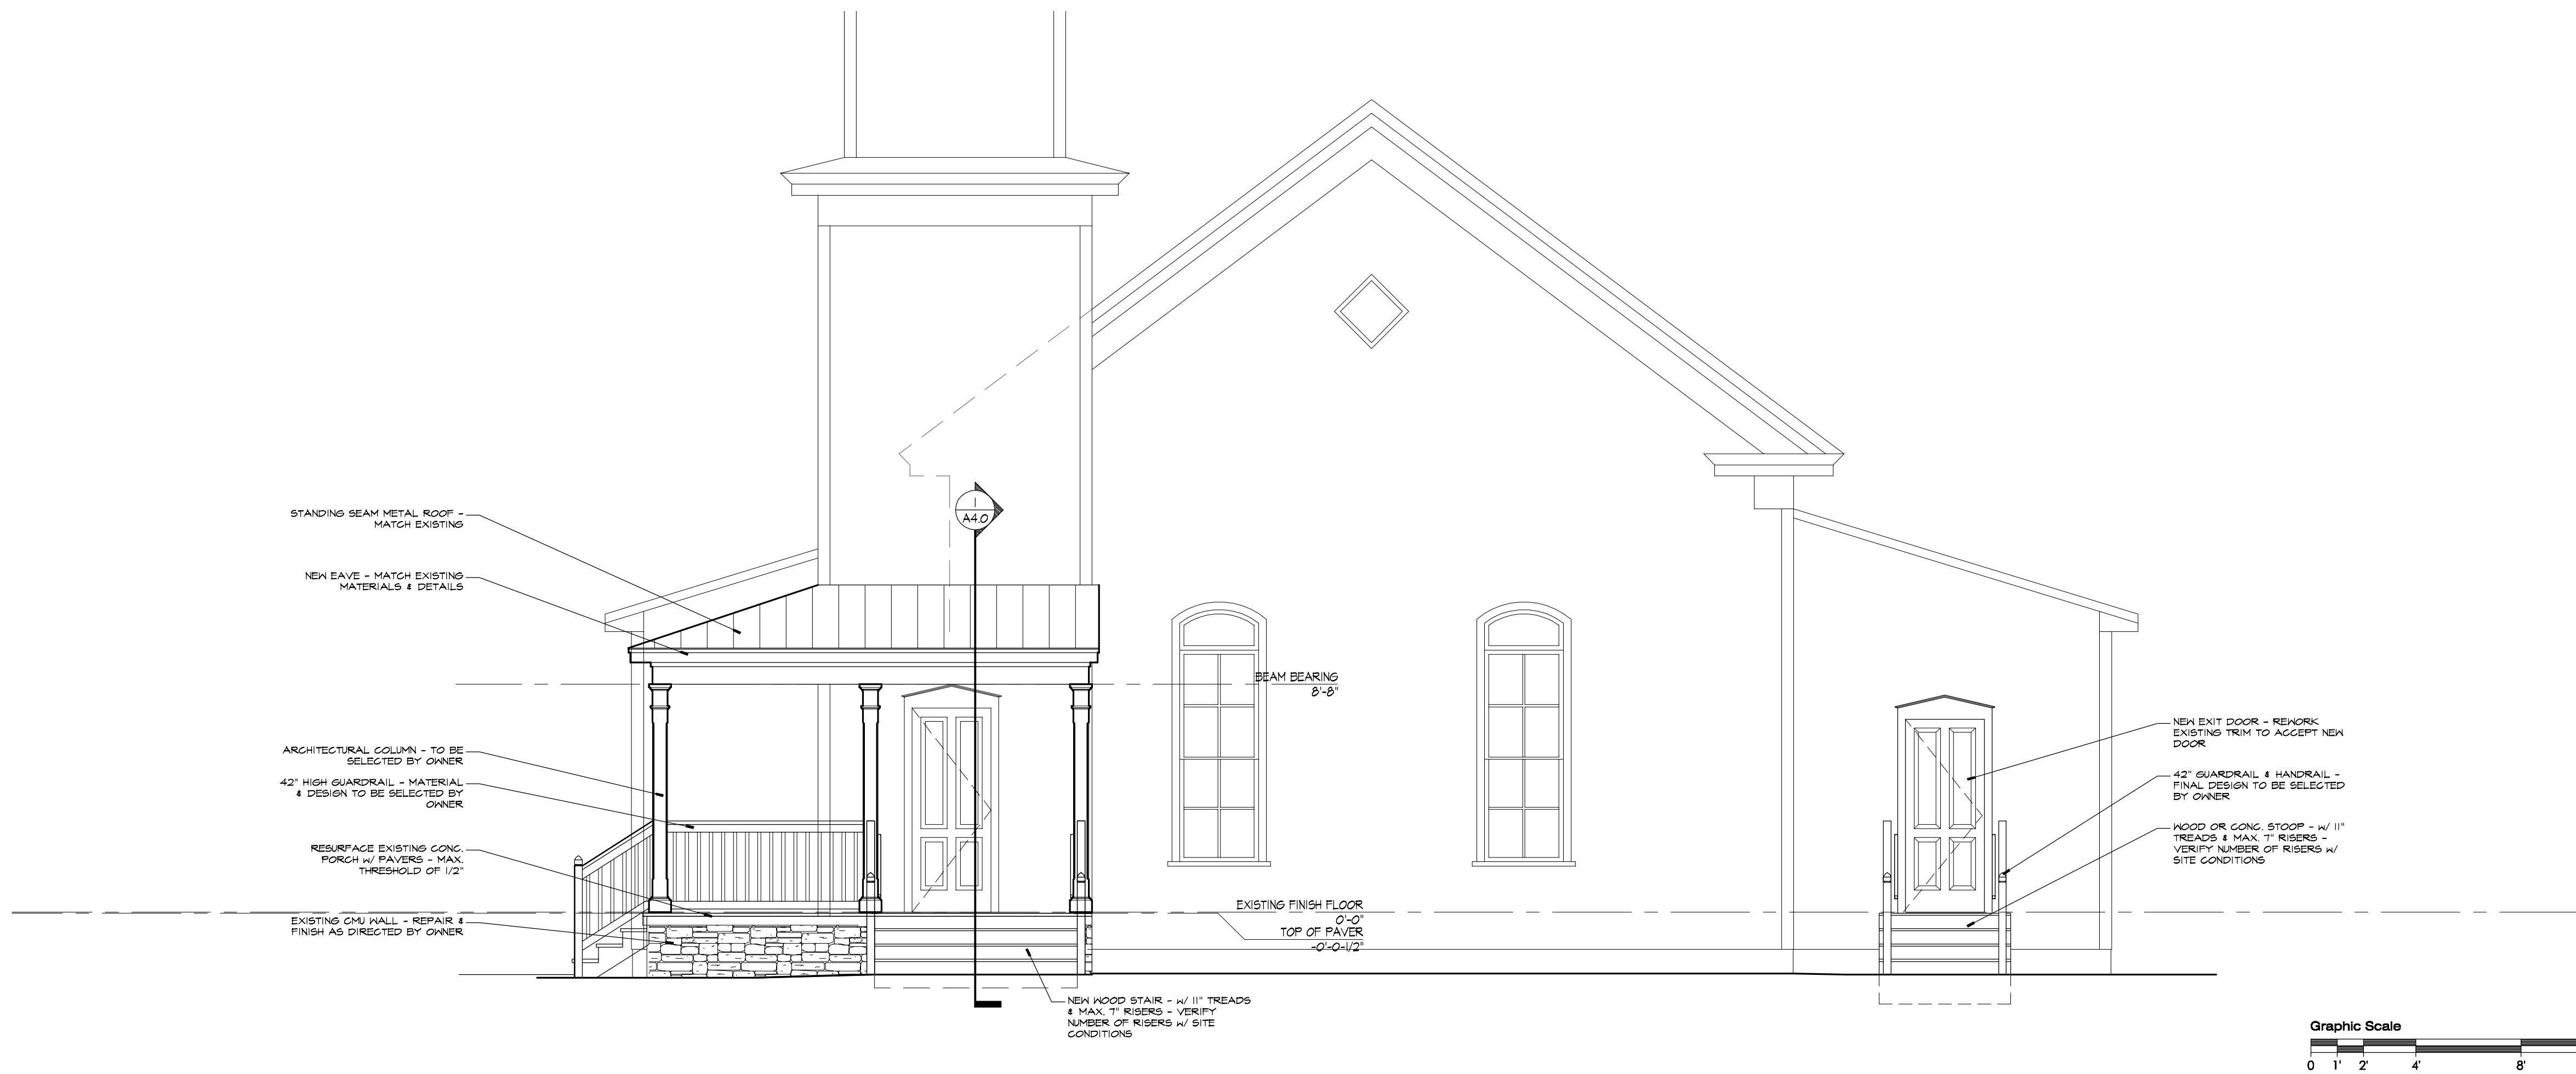 STANDING SEAM METAL ROOF -
MATCH EXISTING
NEW EAVE - MATCH EXISTING
MATERIALS & DETAILS
ARCHITECTURAL COLUMN - TO BE
SELECTED BY OWNER
42" HIGH GUARDRAIL - MATERIAL
& DESIGN TO BE SELECTED BY
OWNER
RESURFACE EXISTING CONC.
PORCH W/ PAVERS - MAX.
THRESHOLD OF 1/2"
EXISTING CMU WALL - REPAIR &
FINISH AS DIRECTED BY OWNER
1
A4.0
BEAM BEARING
8'-8"
EXISTING FINISH FLOOR
0'-0"
TOP OF PAVER
-0'-0-1/2"
NEW WOOD STAIR - W/ 11" TREADS
& MAX. 7" RISERS - VERIFY
NUMBER OF RISERS W/ SITE
CONDITIONS
NEW EXIT DOOR - REWORK
EXISTING TRIM TO ACCEPT NEW
DOOR
42" GUARDRAIL & HANDRAIL -
FINAL DESIGN TO BE SELECTED
BY OWNER
WOOD OR CONC. STOOP - W/ 11"
TREADS & MAX. 7" RISERS -
VERIFY NUMBER OF RISERS W/
SITE CONDITIONS
Graphic Scale
0 1' 2' 4' 8'